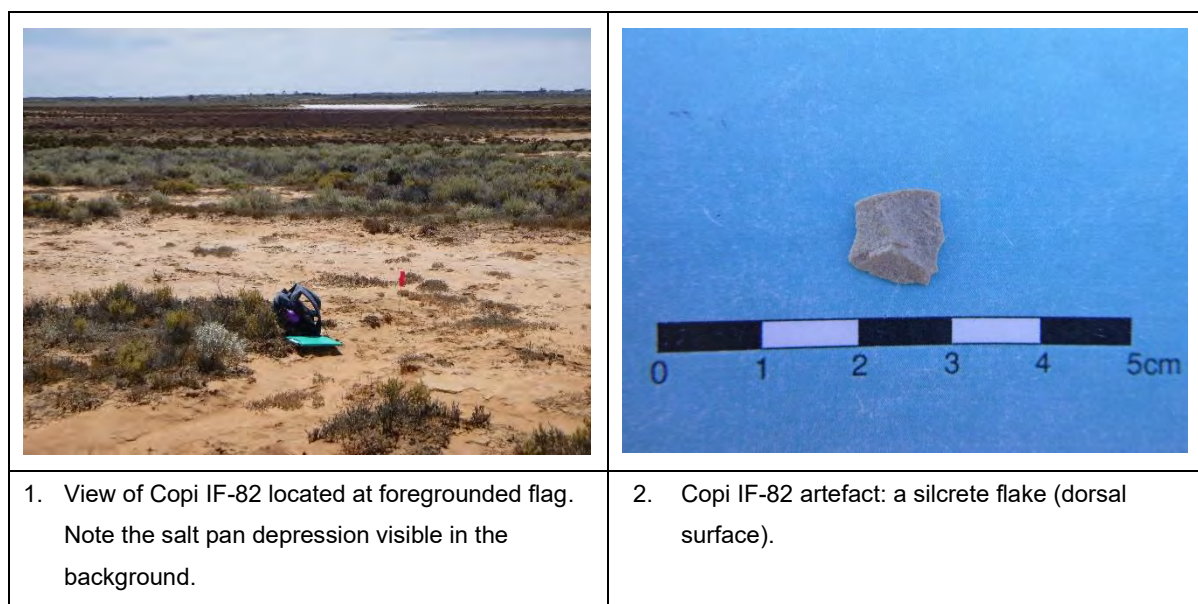 0 1 2 3 4 5cm
1. View of Copi IF-82 located at foregrounded flag.
Note the salt pan depression visible in the
background.
2. Copi IF-82 artefact: a silcrete flake (dorsal
surface).